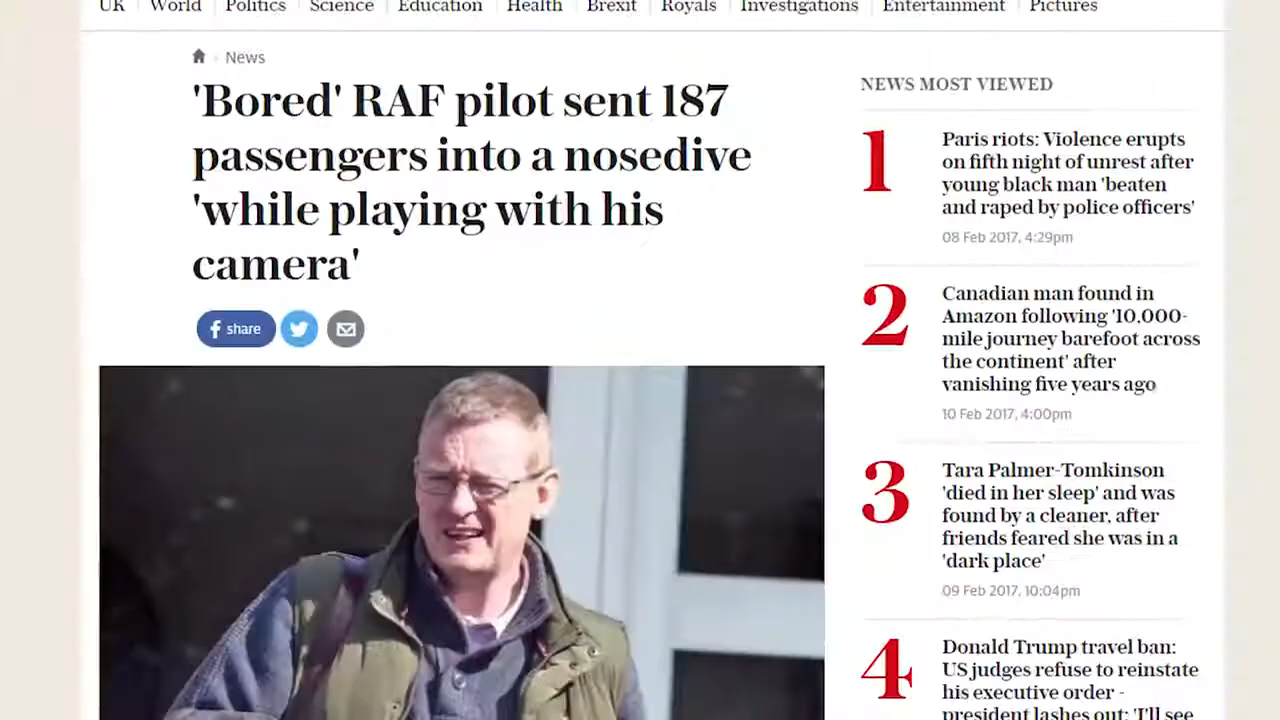 UK World Politics Science Education Health Brexit Royals Investigations Entertainment Pictures
News
'Bored' RAF pilot sent 187
passengers into a nosedive
'while playing with his
camera'
share
NEWS MOST VIEWED
1
Paris riots: Violence erupts
on fifth night of unrest after
young black man 'beaten
and raped by police officers'
08 Feb 2017, 4:29pm
2
Canadian man found in
Amazon following '10,000-
mile journey barefoot across
the continent' after
vanishing five years ago
10 Feb 2017, 4:00pm
3
Tara Palmer-Tomkinson
'died in her sleep' and was
found by a cleaner, after
friends feared she was in a
'dark place'
09 Feb 2017, 10:04pm
4
Donald Trump travel ban:
US judges refuse to reinstate
his executive order -
president lashes out: 'I'll see